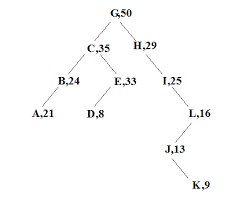 G,50
C,35 H,29
B,24 E,33 I,25
A,21 D,8 L,16
J,13
K,9